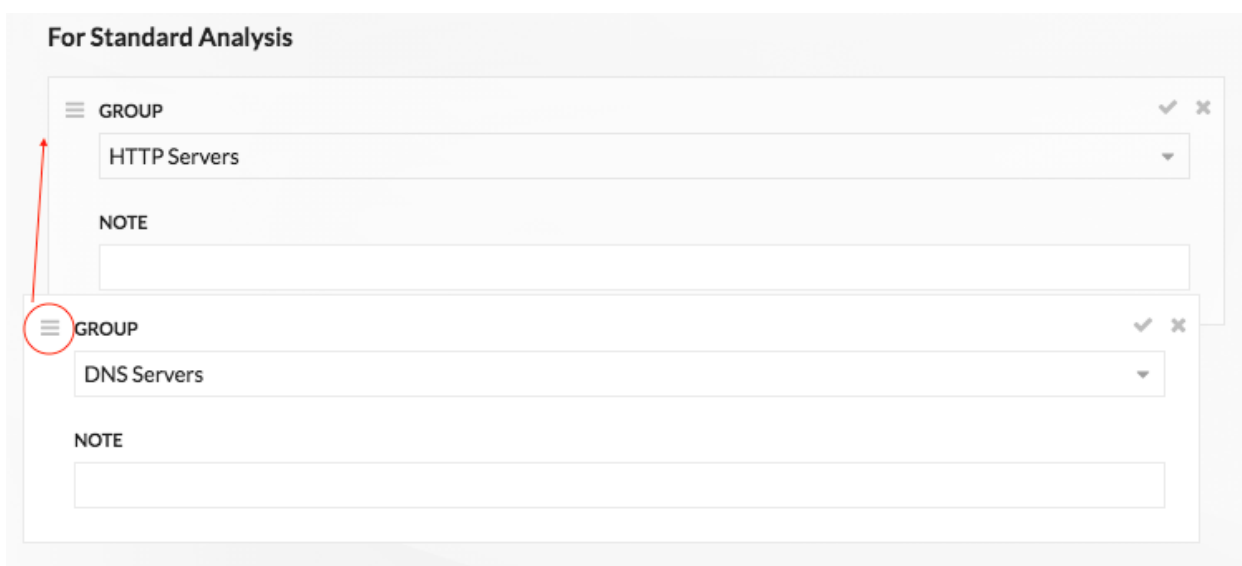 For Standard Analysis
GROUP
HTTP Servers
NOTE
GROUP
DNS Servers
NOTE